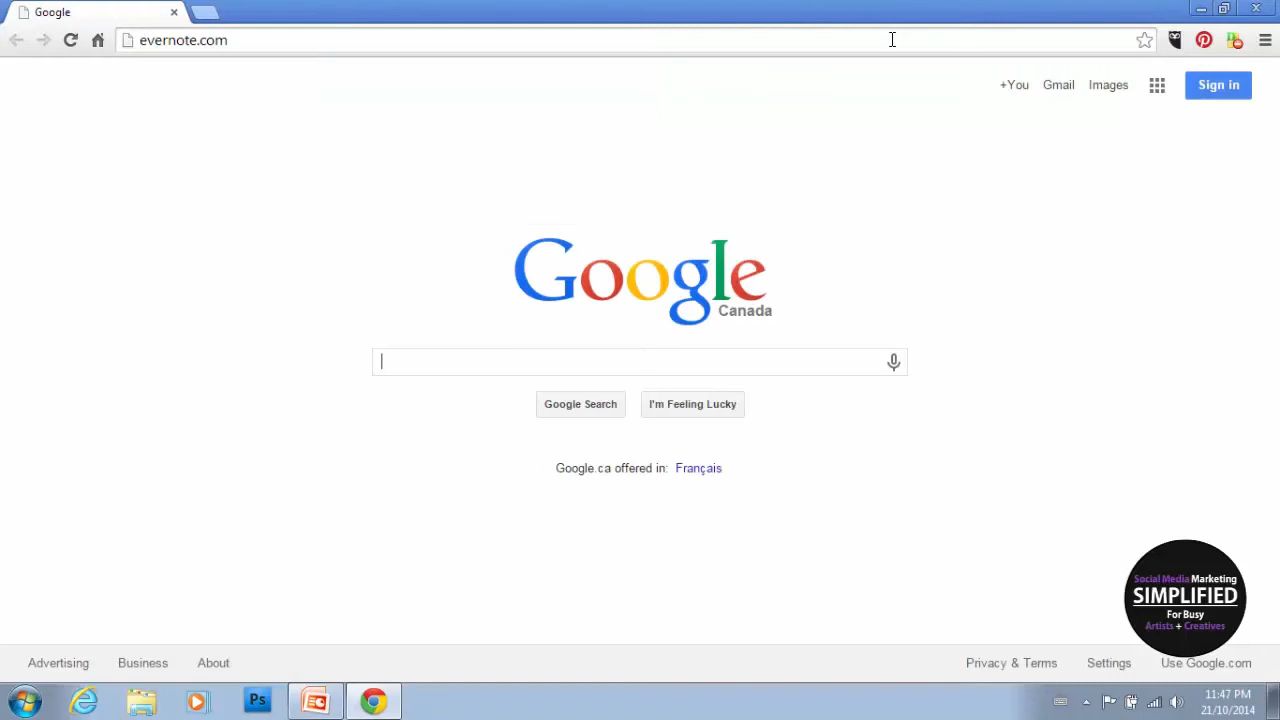 Google
evernote.com
+You Gmail Images Sign in
Google
Canada
Google Search I'm Feeling Lucky
Google.ca offered in: Français
Social Media Marketing
SIMPLIFIED
For Busy
Artists + Creatives
Advertising Business About Privacy & Terms Settings Use Google.com
Ps
11:47 PM
21/10/2014